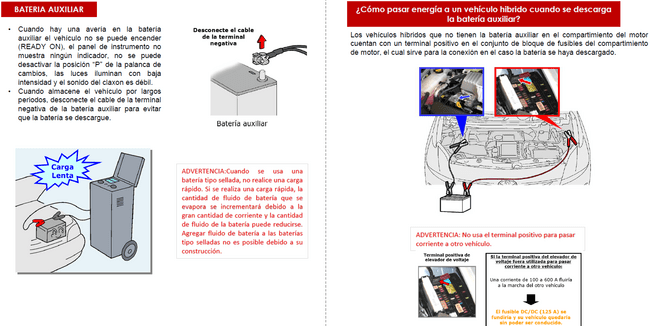 BATERIA AUXILIAR
• Cuando hay una avería en la batería
auxiliar el vehículo no se puede encender
(READY ON), el panel de instrumento no
muestra ningún indicador, no se puede
desactivar la posición "P" de la palanca de
cambios, las luces iluminan con baja
intensidad y el sonido del claxon es débil.
• Cuando almacene el vehículo por largos
periodos, desconecte el cable de la terminal
negativa de la batería auxiliar para evitar
que la batería se descargue.
Desconecte el cable
de la terminal
negativa
Batería auxiliar
Carga
Lenta
ADVERTENCIA:Cuando se usa una
batería tipo sellada, no realice una carga
rápido. Si se realiza una carga rápida, la
cantidad de fluido de batería que se
evapora se incrementará debido a la
gran cantidad de corriente y la cantidad
de fluido de la batería puede reducirse.
Agregar fluido de batería a las baterías
tipo selladas no es posible debido a su
construcción.
¿Cómo pasar energía a un vehículo hibrido cuando se descarga
la batería auxiliar?
Los vehículos híbridos que no tienen la batería auxiliar en el compartimiento del motor
cuentan con un terminal positivo en el conjunto de bloque de fusibles del compartimiento
de motor, el cual sirve para la conexión en el caso la batería se haya descargado.
ADVERTENCIA: No usa el terminal positivo para pasar
corriente a otro vehículo.
Terminal positivo de
elevador de voltaje
Si la terminal positiva del elevador de
voltaje fuera utilizada para pasar
corriente a otro vehículo:
Una corriente de 100 a 600 A fluiría
a la marcha del otro vehículo
El fusible DC/DC (125 A) se
fundiría y su vehículo quedaría
sin poder ser conducido.